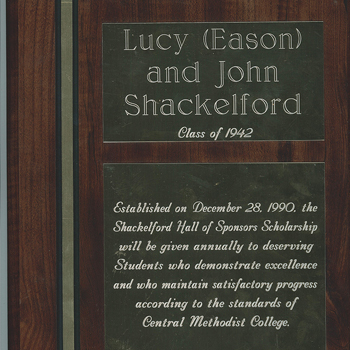 Lucy (Eason)
and John
Shackelford
Class of 1942
Established on December 28, 1990, the
Shackelford Hall of Sponsors Scholarship
will be given annually to deserving
Students who demonstrate excellence
and who maintain satisfactory progress
according to the standards of
Central Methodist College.